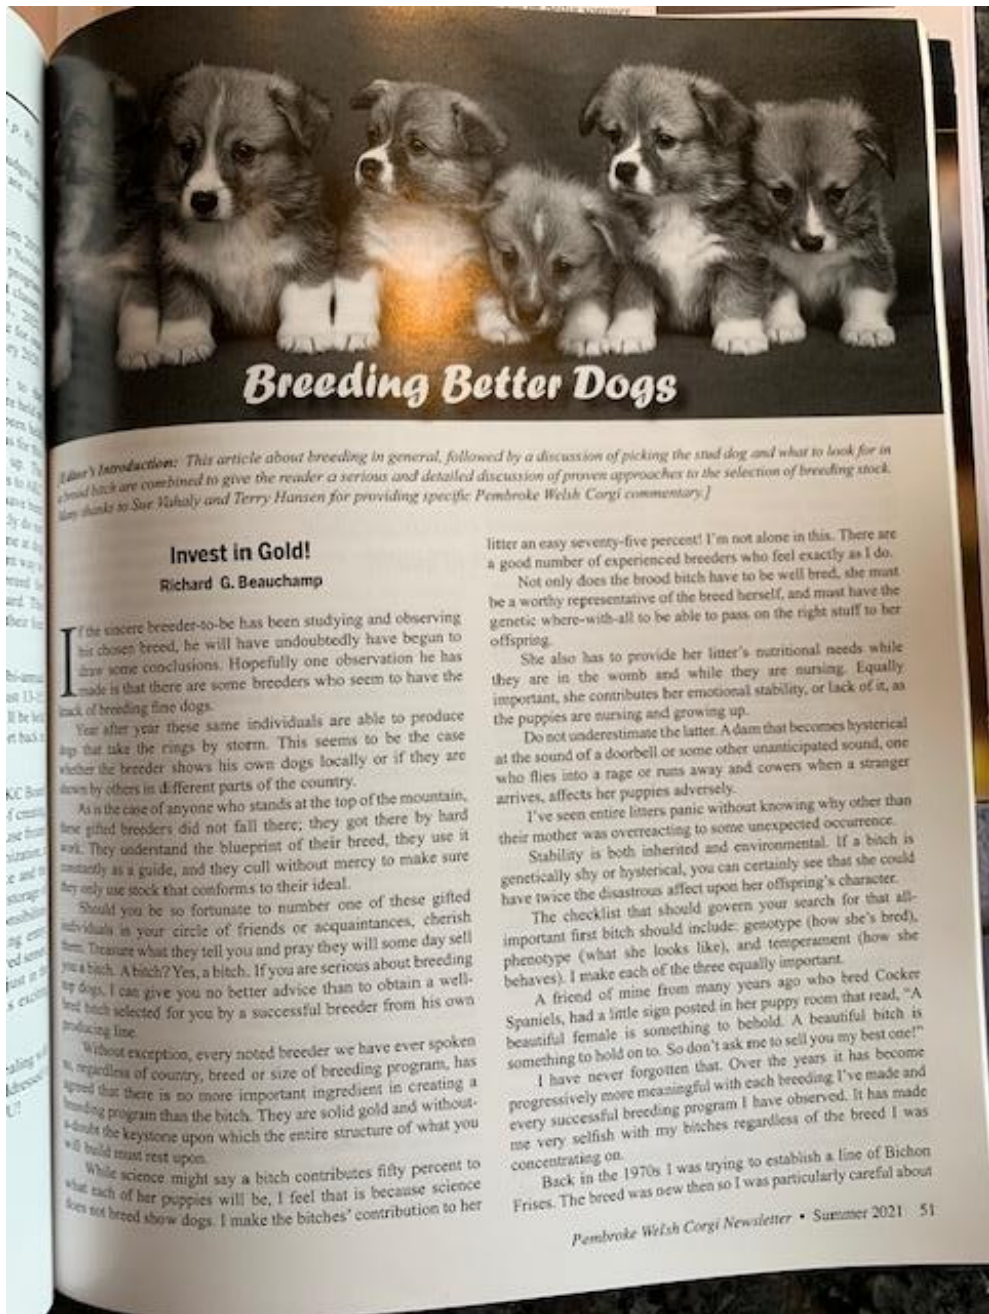 Breeding Better Dogs
Editor's Introduction: This article about breeding in general, followed by a discussion of picking the stud dog and what to look for in
a brood bitch are combined to give the reader a serious and detailed discussion of proven approaches to the selection of breeding stock.
Many thanks to Sue Vahaly and Terry Hansen for providing specific Pembroke Welsh Corgi commentary.]
Invest in Gold!
Richard G. Beauchamp
If the sincere breeder-to-be has been studying and observing
his chosen breed, he will have undoubtedly have begun to
draw some conclusions. Hopefully one observation he has
made is that there are some breeders who seem to have the
knack of breeding fine dogs.
Year after year these same individuals are able to produce
dogs that take the rings by storm. This seems to be the case
whether the breeder shows his own dogs locally or if they are
shown by others in different parts of the country.
As is the case of anyone who stands at the top of the mountain,
these gifted breeders did not fall there; they got there by hard
work. They understand the blueprint of their breed, they use it
constantly as a guide, and they cull without mercy to make sure
they only use stock that conforms to their ideal.
Should you be so fortunate to number one of these gifted
individuals in your circle of friends or acquaintances, cherish
them. Treasure what they tell you and pray they will some day sell
you a bitch. A bitch? Yes, a bitch. If you are serious about breeding
top dogs, I can give you no better advice than to obtain a well-
bred bitch selected for you by a successful breeder from his own
producing line.
Without exception, every noted breeder we have ever spoken
to, regardless of country, breed or size of breeding program, has
agreed that there is no more important ingredient in creating a
breeding program than the bitch. They are solid gold and without-
a-doubt the keystone upon which the entire structure of what you
will build must rest upon.
While science might say a bitch contributes fifty percent to
what each of her puppies will be, I feel that is because science
does not breed show dogs. I make the bitches' contribution to her
litter an easy seventy-five percent! I'm not alone in this. There are
a good number of experienced breeders who feel exactly as I do.
Not only does the brood bitch have to be well bred, she must
be a worthy representative of the breed herself, and must have the
genetic where-with-all to be able to pass on the right stuff to her
offspring.
She also has to provide her litter's nutritional needs while
they are in the womb and while they are nursing. Equally
important, she contributes her emotional stability, or lack of it, as
the puppies are nursing and growing up.
Do not underestimate the latter. A dam that becomes hysterical
at the sound of a doorbell or some other unanticipated sound, one
who flies into a rage or runs away and cowers when a stranger
arrives, affects her puppies adversely.
I've seen entire litters panic without knowing why other than
their mother was overreacting to some unexpected occurrence.
Stability is both inherited and environmental. If a bitch is
genetically shy or hysterical, you can certainly see that she could
have twice the disastrous affect upon her offspring's character.
The checklist that should govern your search for that all-
important first bitch should include: genotype (how she's bred),
phenotype (what she looks like), and temperament (how she
behaves). I make each of the three equally important.
A friend of mine from many years ago who bred Cocker
Spaniels, had a little sign posted in her puppy room that read, "A
beautiful female is something to behold. A beautiful bitch is
something to hold on to. So don't ask me to sell you my best one!"
I have never forgotten that. Over the years it has become
progressively more meaningful with each breeding I've made and
every successful breeding program I have observed. It has made
me very selfish with my bitches regardless of the breed I was
concentrating on.
Back in the 1970s I was trying to establish a line of Bichon
Frises. The breed was new then so I was particularly careful about
Pembroke Welsh Corgi Newsletter • Summer 2021 51